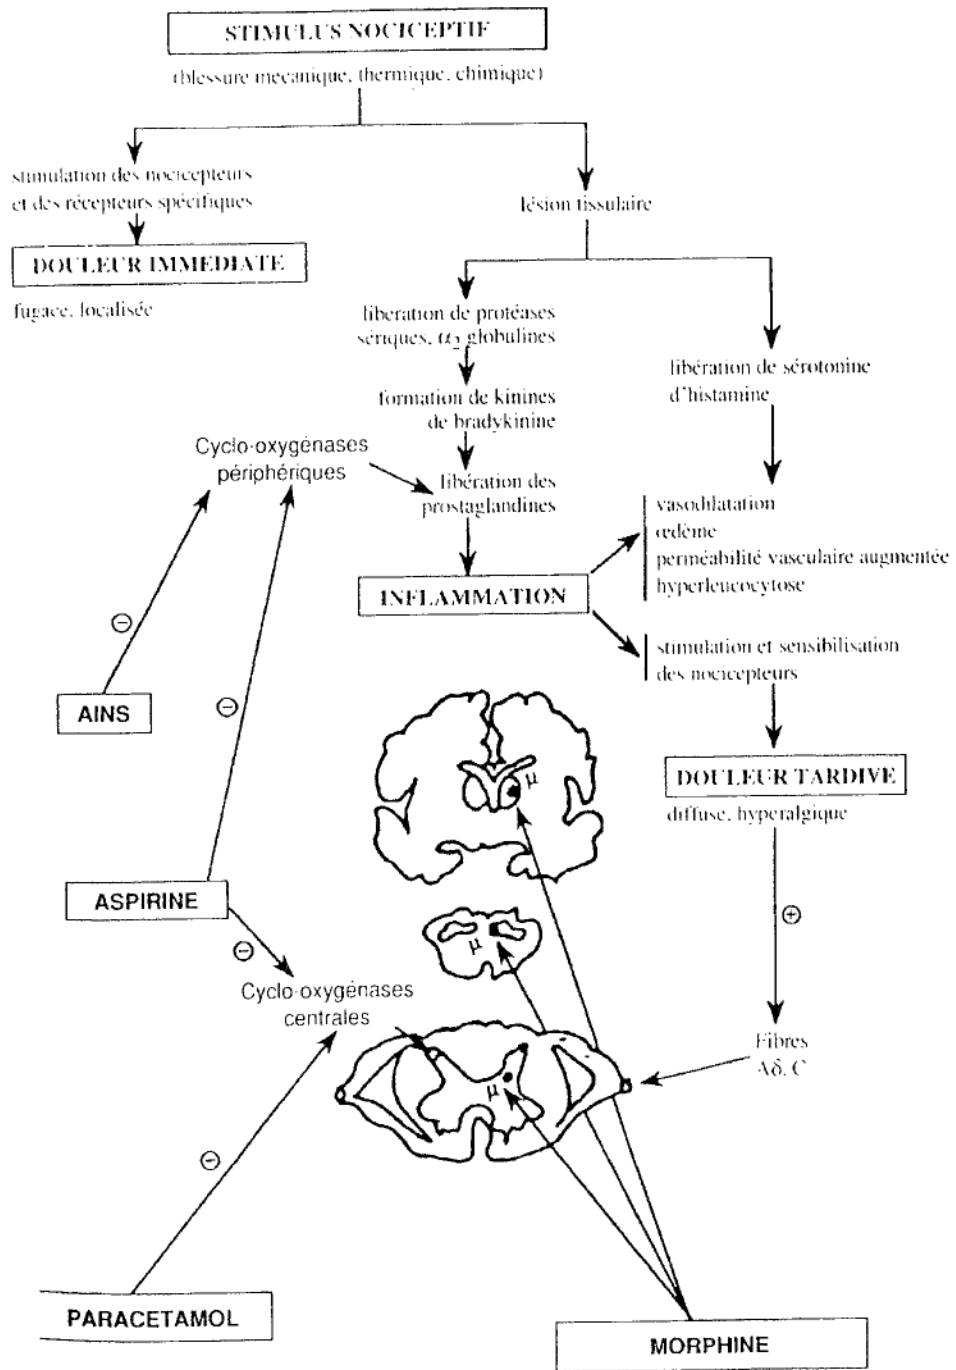 STIMULUS NOCICEPTIF
(blessure mécanique, thermique, chimique)
stimulation des nocicepteurs
et des récepteurs spécifiques
DOULEUR IMMEDIATE
fugace, localisée
lésion tissulaire
libération de protéases
sériques, α2 globulines
formation de kinines
de bradykinine
libération des
prostaglandines
INFLAMMATION
libération de sérotonine
d'histamine
Cyclo-oxygénases
périphériques
vasodilatation
œdème
perméabilité vasculaire augmentée
hyperleucocytose
stimulation et sensibilisation
des nocicepteurs
DOULEUR TARDIVE
diffuse, hyperalgique
⊖
AINS
⊖
μ
ASPIRINE
⊖
⊕
μ
Cyclo-oxygénases
centrales
Fibres
Aδ, C
μ
⊖
PARACETAMOL
MORPHINE